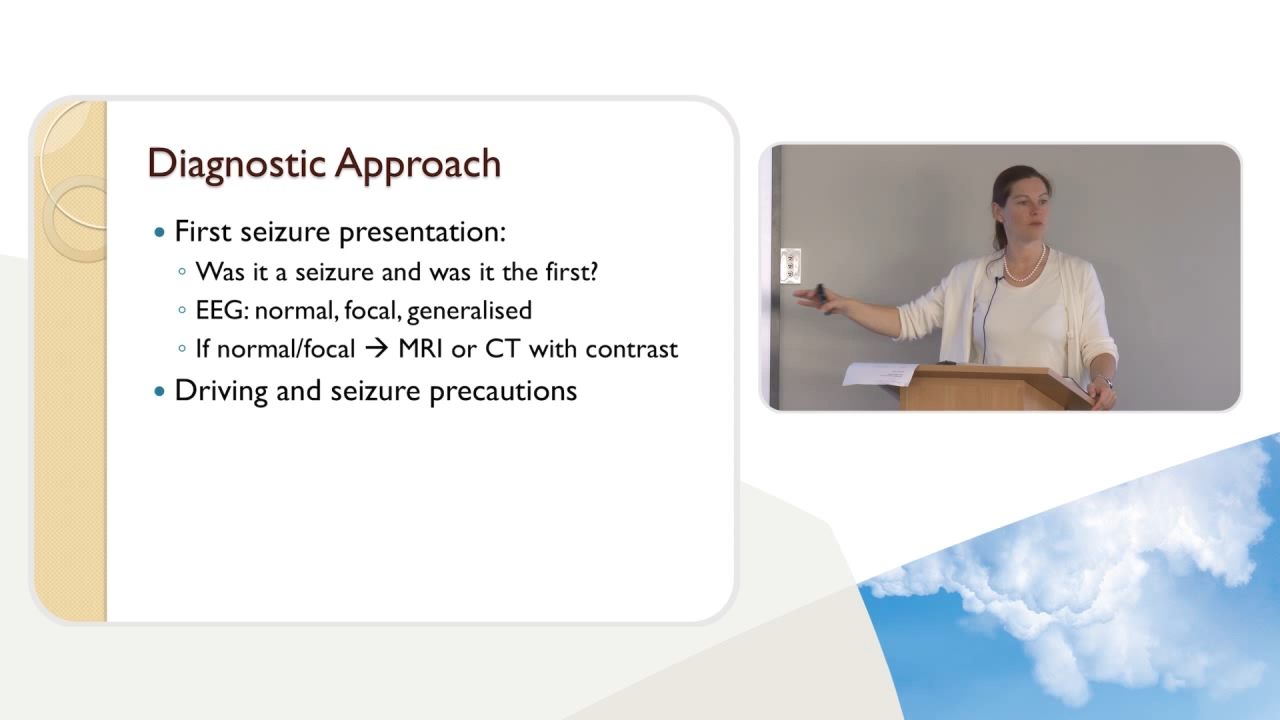 Diagnostic Approach
• First seizure presentation:
◦ Was it a seizure and was it the first?
◦ EEG: normal, focal, generalised
◦ If normal/focal → MRI or CT with contrast
• Driving and seizure precautions